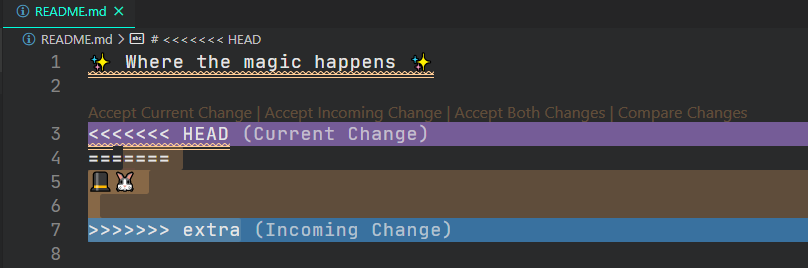 README.md ×
README.md > # <<<<<<< HEAD
1 ✨ Where the magic happens ✨
2
Accept Current Change | Accept Incoming Change | Accept Both Changes | Compare Changes
3 <<<<<<< HEAD (Current Change)
4 =======
5 🎩🐰
6
7 >>>>>>> extra (Incoming Change)
8